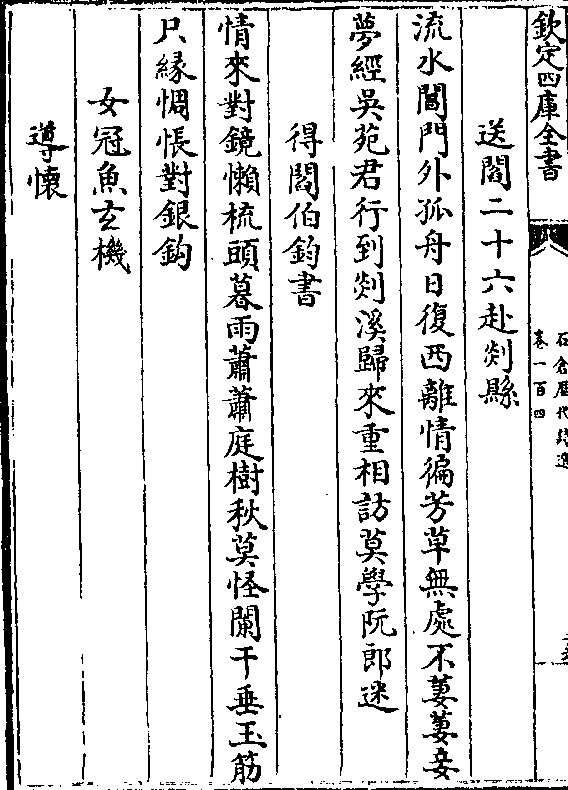 欽定四庫全書
石倉歷代詩選
卷一百四
送閻二十六赴剡縣
流水閶門外孤舟日復西離情徧芳草無處不萋萋妾
夢經吳苑君行到剡溪歸來重相訪莫學阮郎迷
得閻伯鈞書
情來對鏡懶梳頭暮雨蕭蕭庭樹秋莫怪闌干垂玉筋
只緣惆悵對銀鈎
女冠魚玄機
導懷